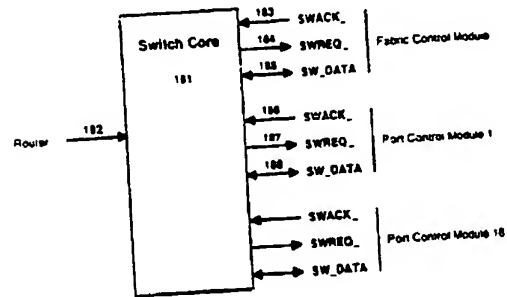 183
SWACK_
Switch Core
184
SWREQ_
Fabric Control Module
185
SW_DATA
181
186
SWACK_
Router
182
187
SWREQ_
Port Control Module 1
188
SW_DATA
SWACK_
SWREQ_
Port Control Module 16
SW_DATA